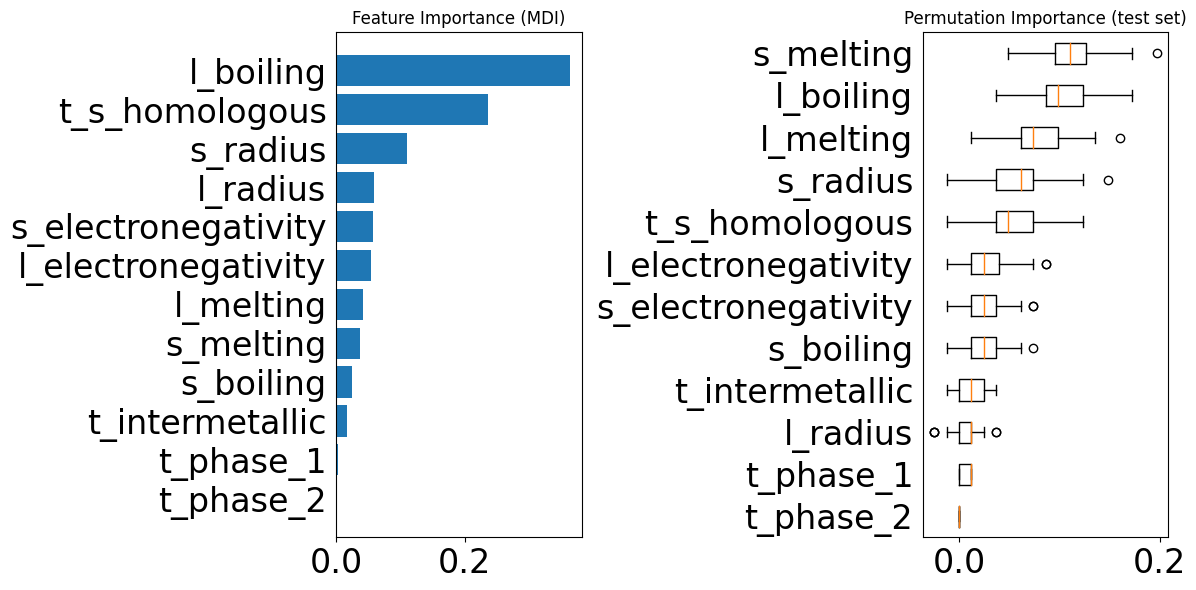 Feature Importance (MDI)
l_boiling
t_s_homologous
s_radius
l_radius
s_electronegativity
l_electronegativity
l_melting
s_melting
s_boiling
t_intermetallic
t_phase_1
t_phase_2
0.0 0.2
Permutation Importance (test set)
s_melting
l_boiling
l_melting
s_radius
t_s_homologous
l_electronegativity
s_electronegativity
s_boiling
t_intermetallic
l_radius
t_phase_1
t_phase_2
0.0 0.2